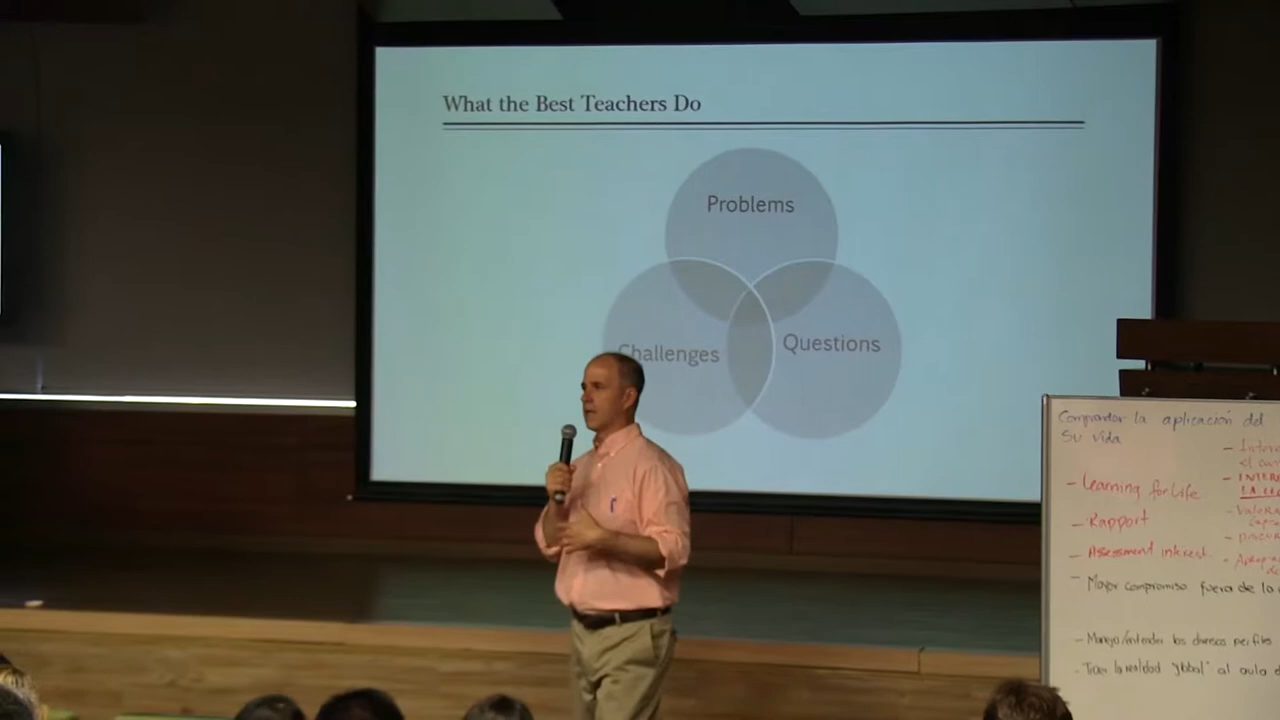 What the Best Teachers Do
Problems
Challenges
Questions
Comprender la aplicación del
Su vida
- Learning for Life
- Rapport
- Assessment interest
- Mayor compromiso fuera de la
- Manejo/entender los diversos perfiles
- Traer la realidad "global" al aula